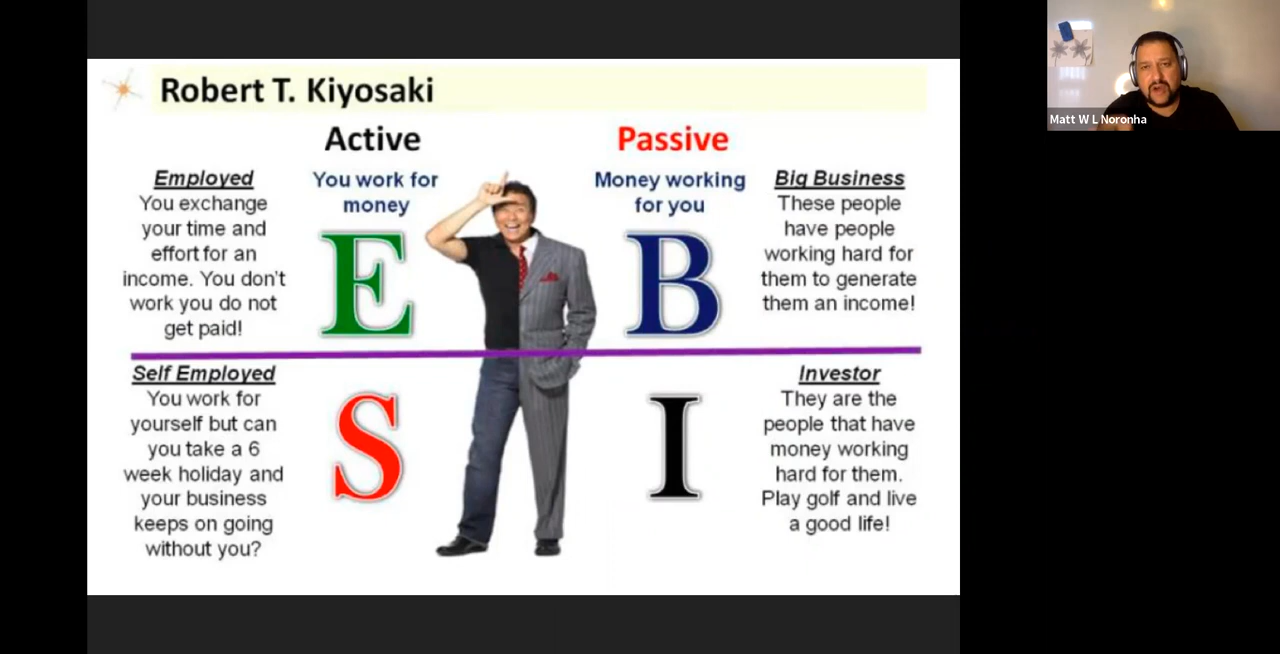 Robert T. Kiyosaki
Active
Passive
Employed
You exchange
your time and
effort for an
income. You don't
work you do not
get paid!
You work for
money
E
Money working
for you
B
Big Business
These people
have people
working hard for
them to generate
them an income!
Self Employed
You work for
yourself but can
you take a 6
week holiday and
your business
keeps on going
without you?
S
I
Investor
They are the
people that have
money working
hard for them.
Play golf and live
a good life!
Matt W L Noronha